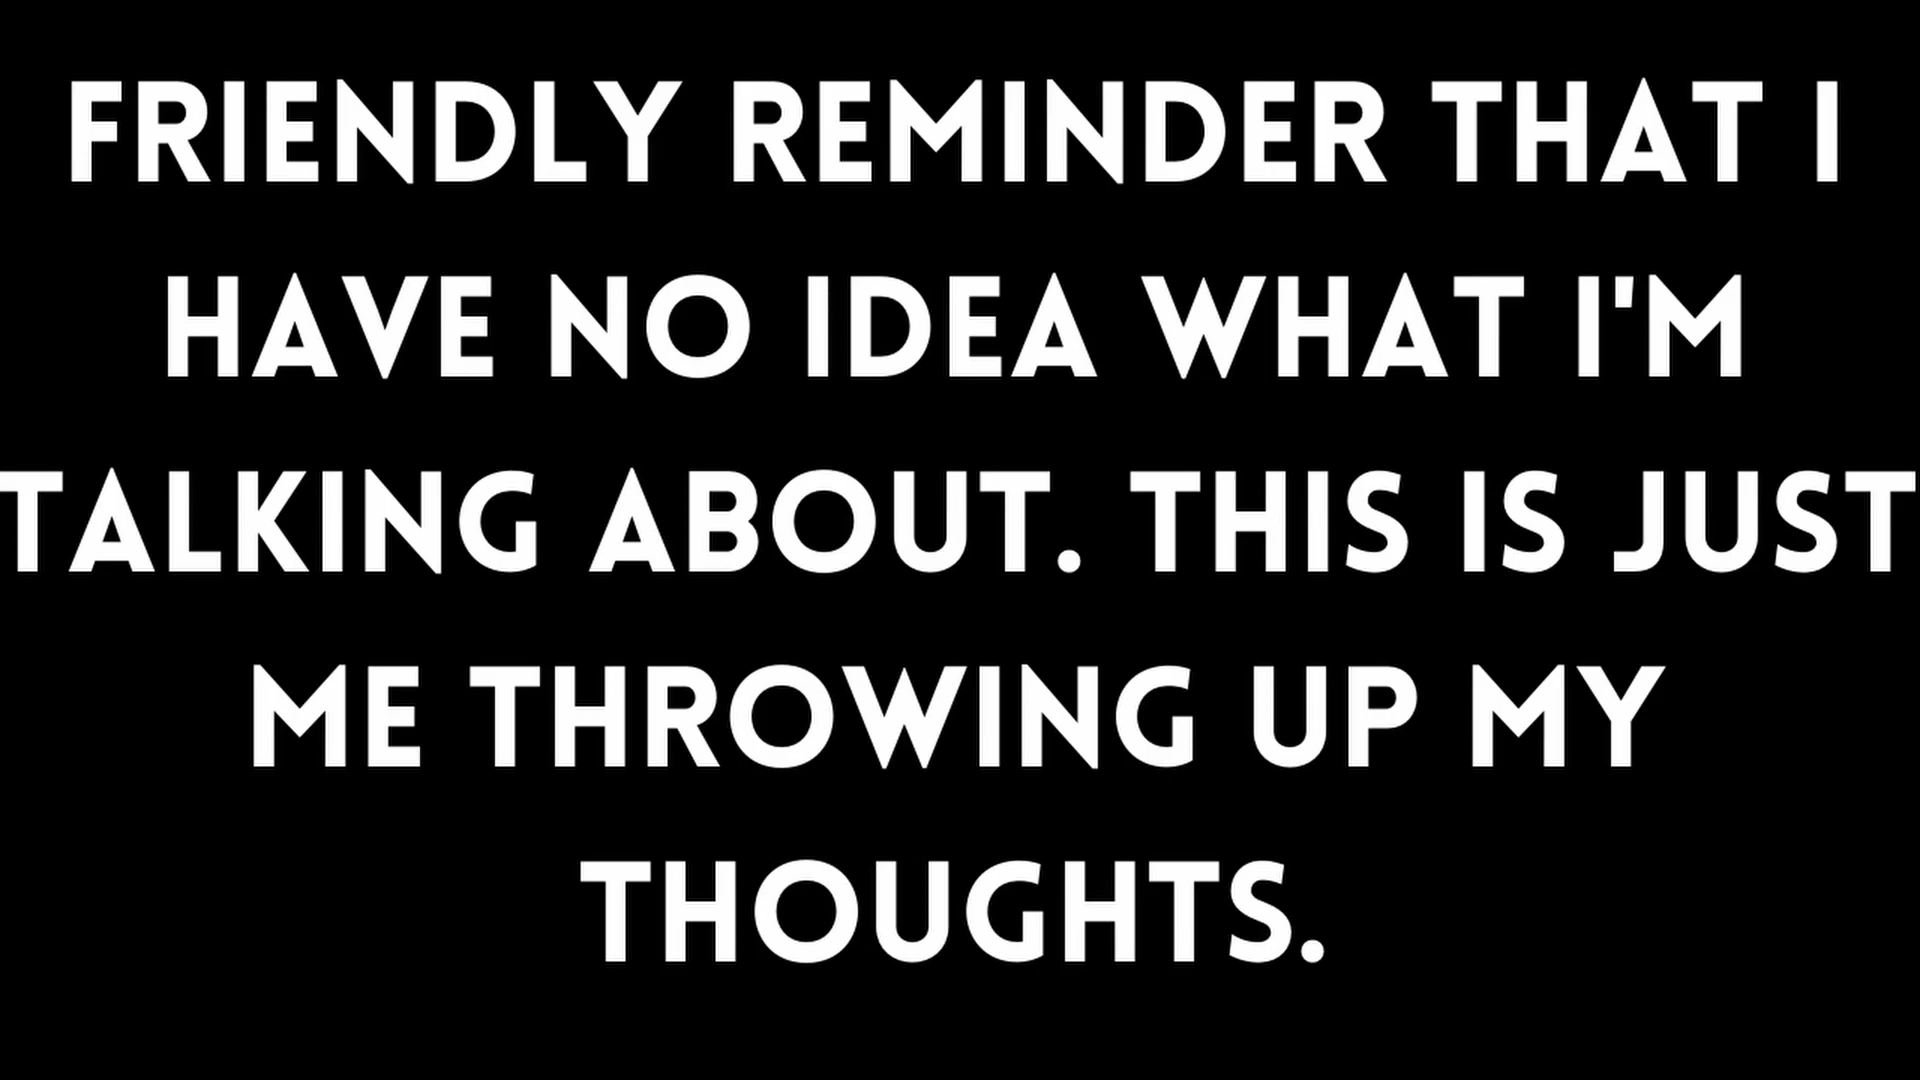 FRIENDLY REMINDER THAT I
HAVE NO IDEA WHAT I'M
TALKING ABOUT. THIS IS JUST
ME THROWING UP MY
THOUGHTS.